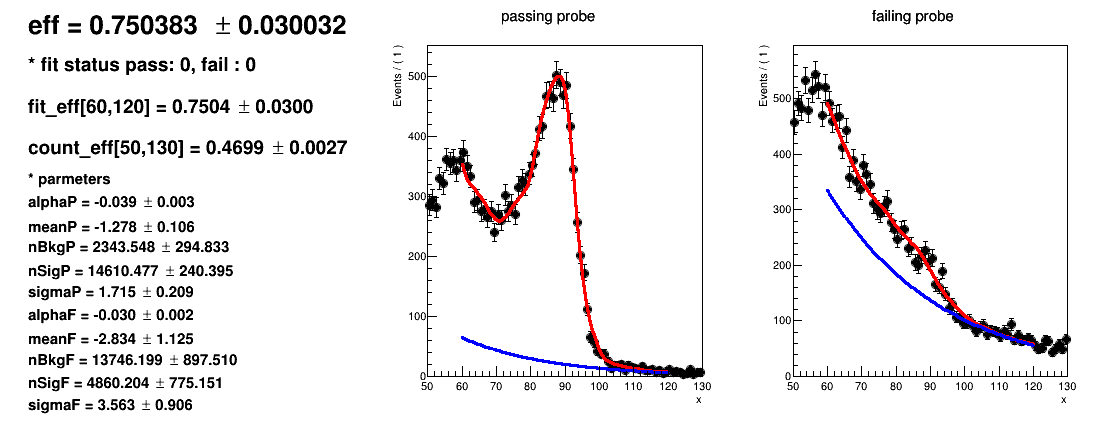 eff = 0.750383 ± 0.030032
* fit status pass: 0, fail : 0
fit_eff[60,120] = 0.7504 ± 0.0300
count_eff[50,130] = 0.4699 ± 0.0027
* parmeters
alphaP = -0.039 ± 0.003
meanP = -1.278 ± 0.106
nBkgP = 2343.548 ± 294.833
nSigP = 14610.477 ± 240.395
sigmaP = 1.715 ± 0.209
alphaF = -0.030 ± 0.002
meanF = -2.834 ± 1.125
nBkgF = 13746.199 ± 897.510
nSigF = 4860.204 ± 775.151
sigmaF = 3.563 ± 0.906
passing probe
Events / ( 1 )
500
400
300
200
100
0
50 60 70 80 90 100 110 120 130
x
failing probe
Events / ( 1 )
500
400
300
200
100
0
50 60 70 80 90 100 110 120 130
x